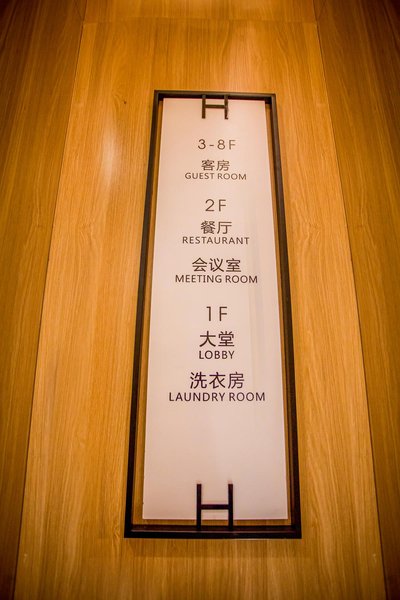 H
3-8F
客房
GUEST ROOM
2F
餐厅
RESTAURANT
会议室
MEETING ROOM
1F
大堂
LOBBY
洗衣房
LAUNDRY ROOM
H